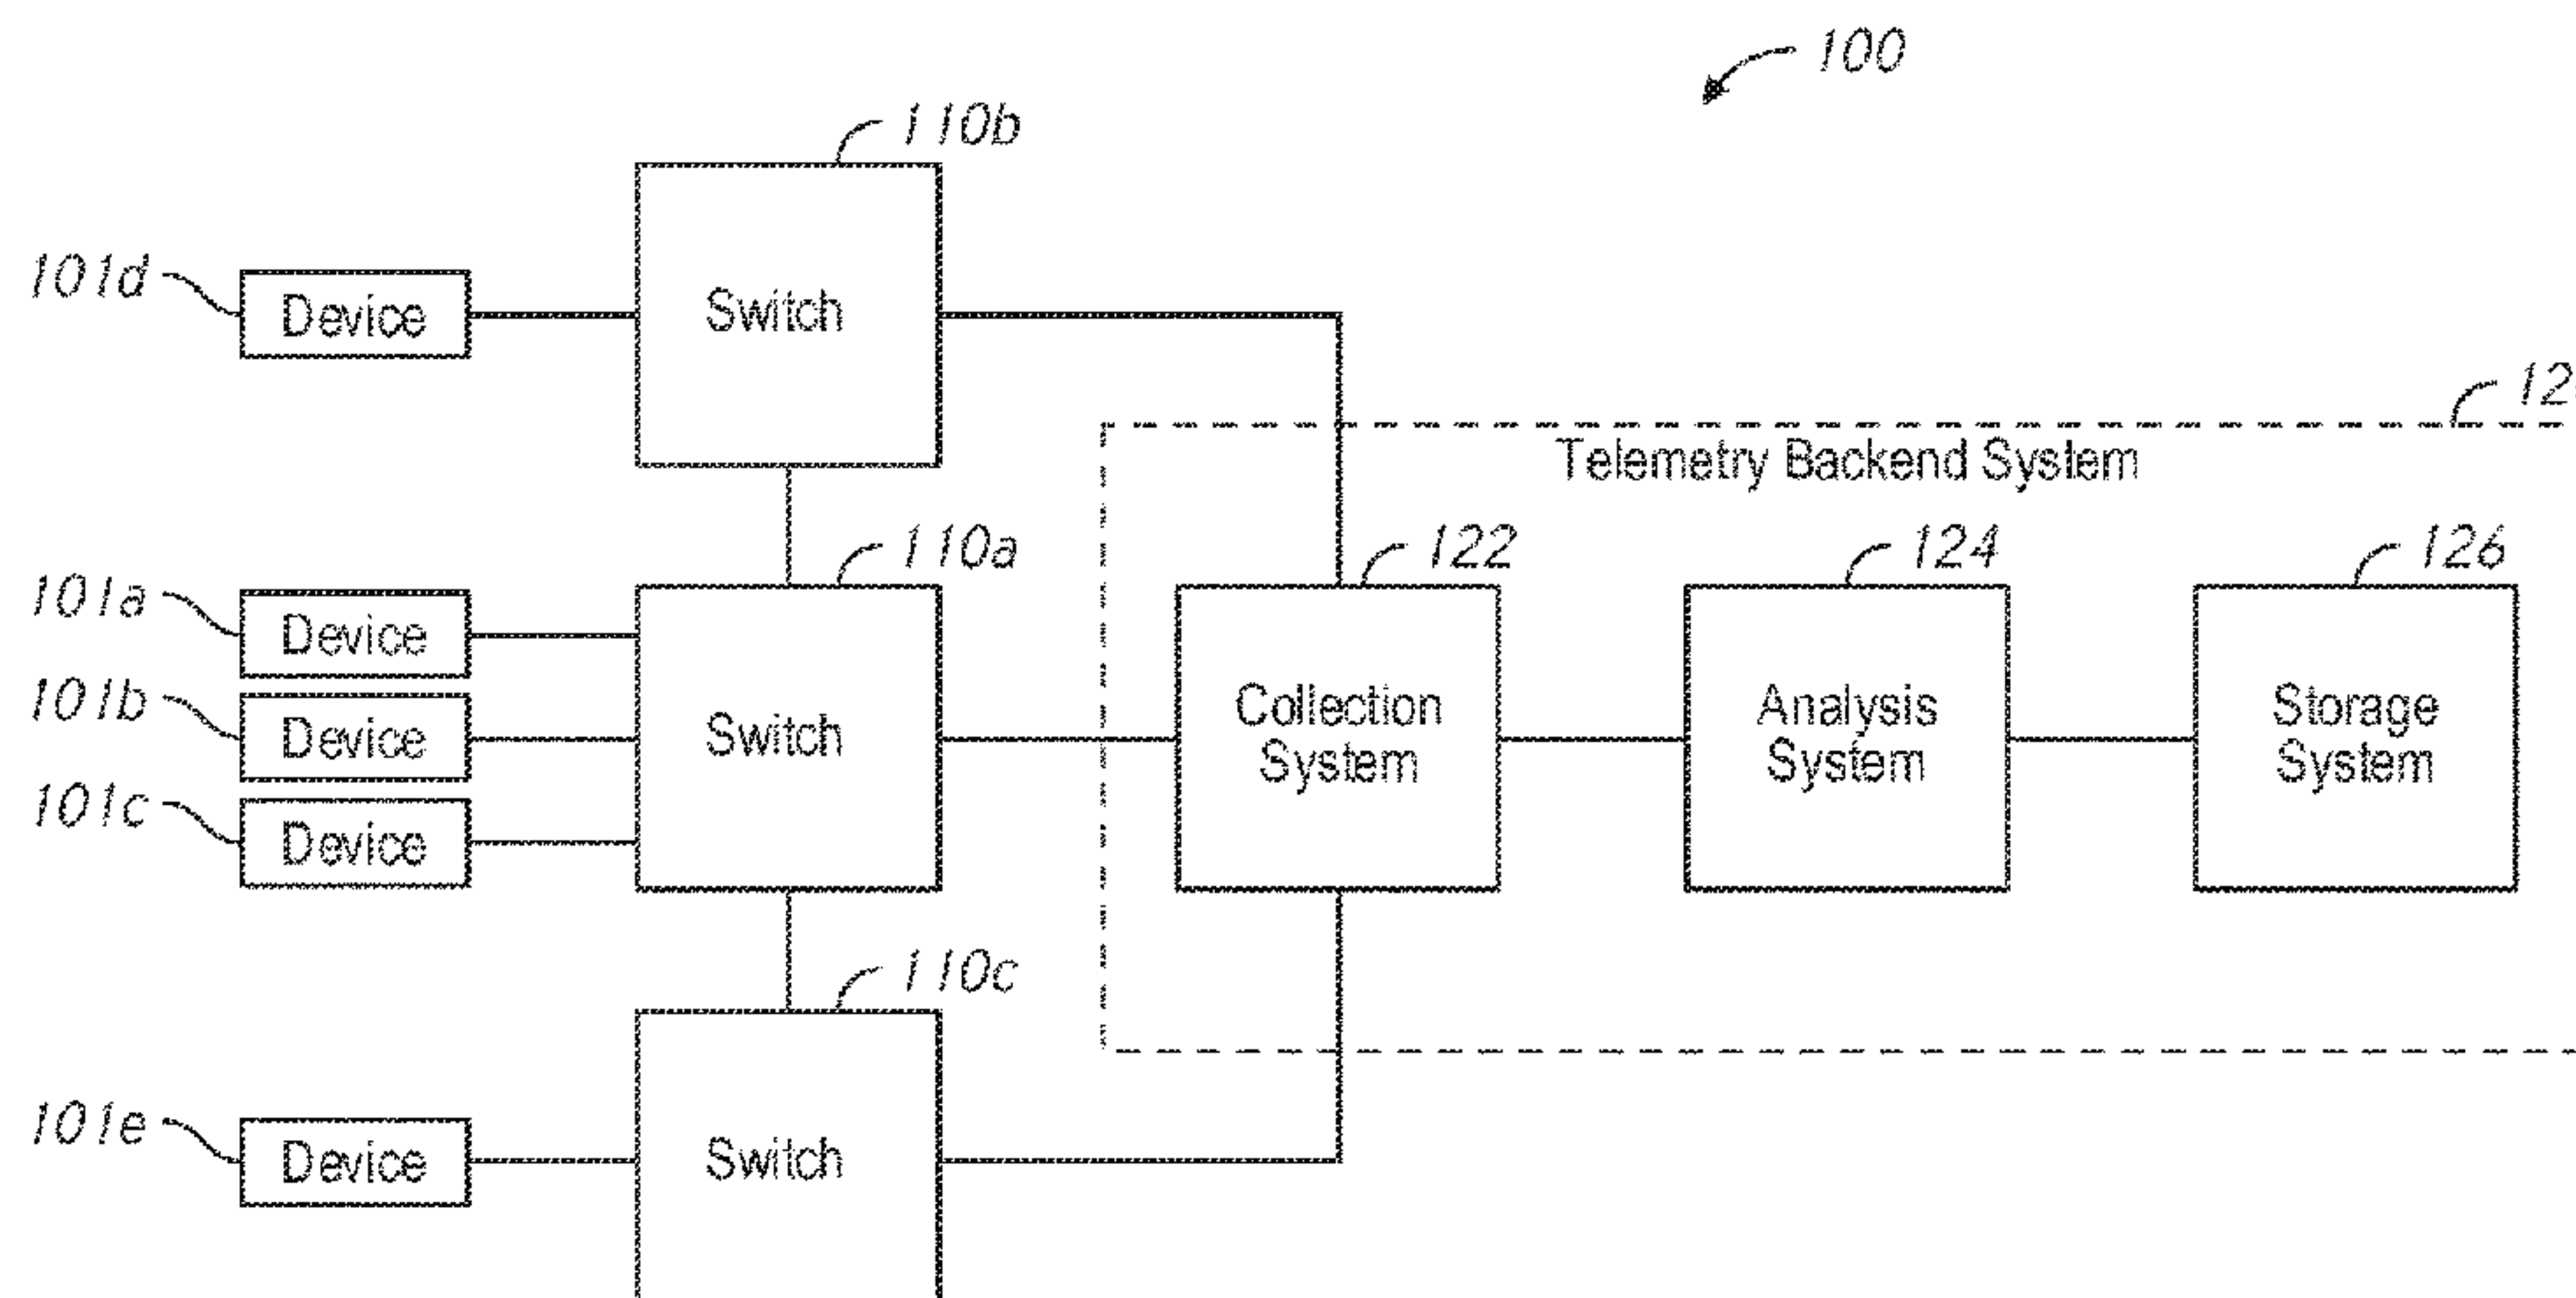 100
110b
101d
Device
Switch
Telemetry Backend System
110a
122
124
126
101a
Device
101b
Device
101c
Device
Switch
Collection
System
Analysis
System
Storage
System
110c
101e
Device
Switch